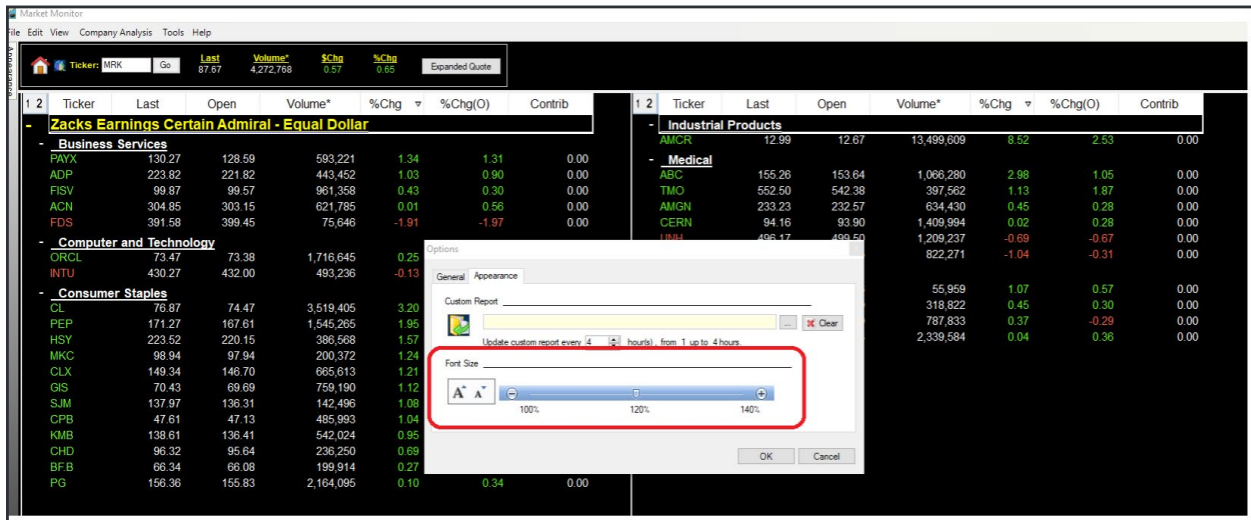 Market Monitor
File Edit View Company Analysis Tools Help
Appearance
Ticker: MRK Go Last Volume* $Chg %Chg Expanded Quote
87.67 4,272,768 0.57 0.65
1 2 Ticker Last Open Volume* %Chg %Chg(O) Contrib
- Zacks Earnings Certain Admiral - Equal Dollar
- Business Services
PAYX 130.27 128.59 593,221 1.34 1.31 0.00
ADP 223.82 221.82 443,452 1.03 0.90 0.00
FISV 99.87 99.57 961,358 0.43 0.30 0.00
ACN 304.85 303.15 621,785 0.01 0.56 0.00
FDS 391.58 399.45 75,646 -1.91 -1.97 0.00
- Computer and Technology
ORCL 73.47 73.38 1,716,645 0.25
INTU 430.27 432.00 493,236 -0.13
- Consumer Staples
CL 76.87 74.47 3,519,405 3.20
PEP 171.27 167.61 1,545,265 1.95
HSY 223.52 220.15 386,568 1.57
MKC 98.94 97.94 200,372 1.24
CLX 149.34 146.70 665,613 1.21
GIS 70.43 69.69 759,190 1.12
SJM 137.97 136.31 142,496 1.08
CPB 47.61 47.13 485,993 1.04
KMB 138.61 136.41 542,024 0.95
CHD 96.32 95.64 236,250 0.69
BF.B 66.34 66.08 199,914 0.27
PG 156.36 155.83 2,164,095 0.10 0.34 0.00
1 2 Ticker Last Open Volume* %Chg %Chg(O) Contrib
- Industrial Products
AMCR 12.99 12.67 13,499,609 8.52 2.53 0.00
- Medical
ABC 155.26 153.64 1,066,280 2.98 1.05 0.00
TMO 552.50 542.38 397,562 1.13 1.87 0.00
AMGN 233.23 232.57 634,430 0.45 0.28 0.00
CERN 94.16 93.90 1,409,994 0.02 0.28 0.00
UNH 496.17 499.50 1,209,237 -0.69 -0.67 0.00
822,271 -1.04 -0.31 0.00
55,959 1.07 0.57 0.00
318,822 0.45 0.30 0.00
787,833 0.37 -0.29 0.00
2,339,584 0.04 0.36 0.00
Options
General Appearance
Custom Report
... Clear
Update custom report every 4 hour(s) , from 1 up to 4 hours.
Font Size
A A
100% 120% 140%
OK Cancel